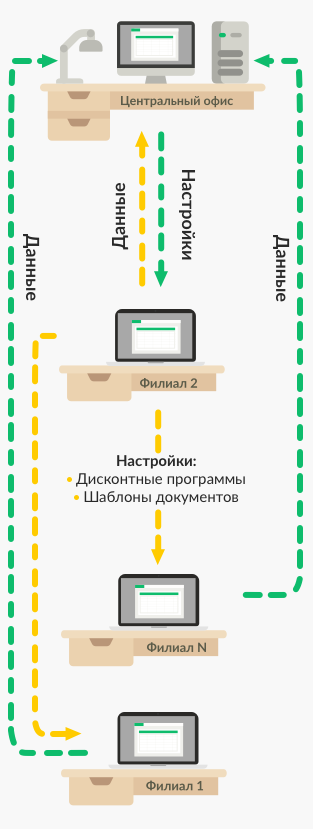 Центральный офис
Данные
Настройки
Данные
Данные
Филиал 2
Настройки:
• Дисконтные программы
• Шаблоны документов
Филиал N
Филиал 1